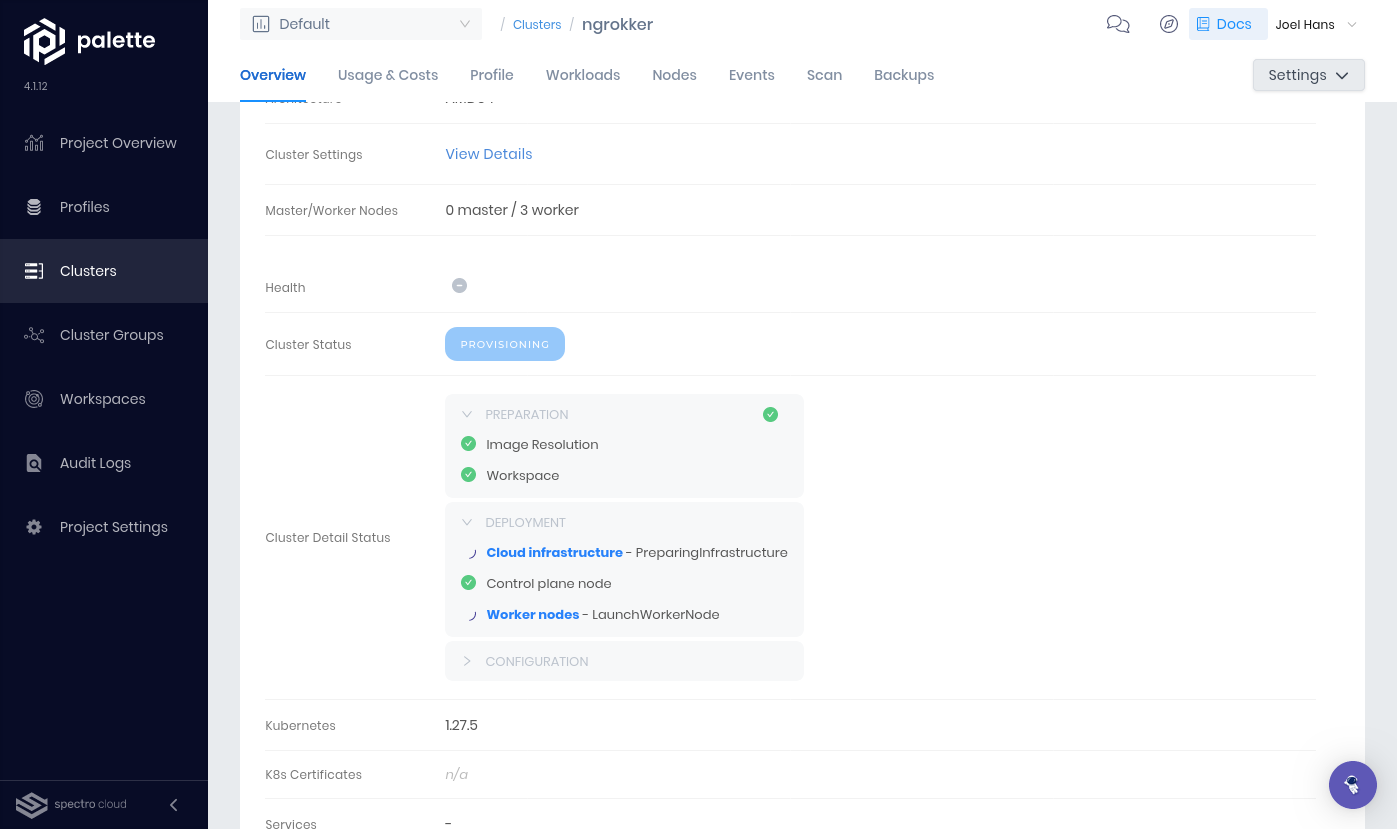 palette
4.1.12
Project Overview
Profiles
Clusters
Cluster Groups
Workspaces
Audit Logs
Project Settings
spectro cloud
Default
/ Clusters / ngrokker
Docs
Joel Hans
Overview Usage & Costs Profile Workloads Nodes Events Scan Backups
Settings
Cluster Settings View Details
Master/Worker Nodes 0 master / 3 worker
Health
Cluster Status PROVISIONING
Cluster Detail Status
PREPARATION
Image Resolution
Workspace
DEPLOYMENT
Cloud infrastructure - PreparingInfrastructure
Control plane node
Worker nodes - LaunchWorkerNode
CONFIGURATION
Kubernetes 1.27.5
K8s Certificates n/a
Services -